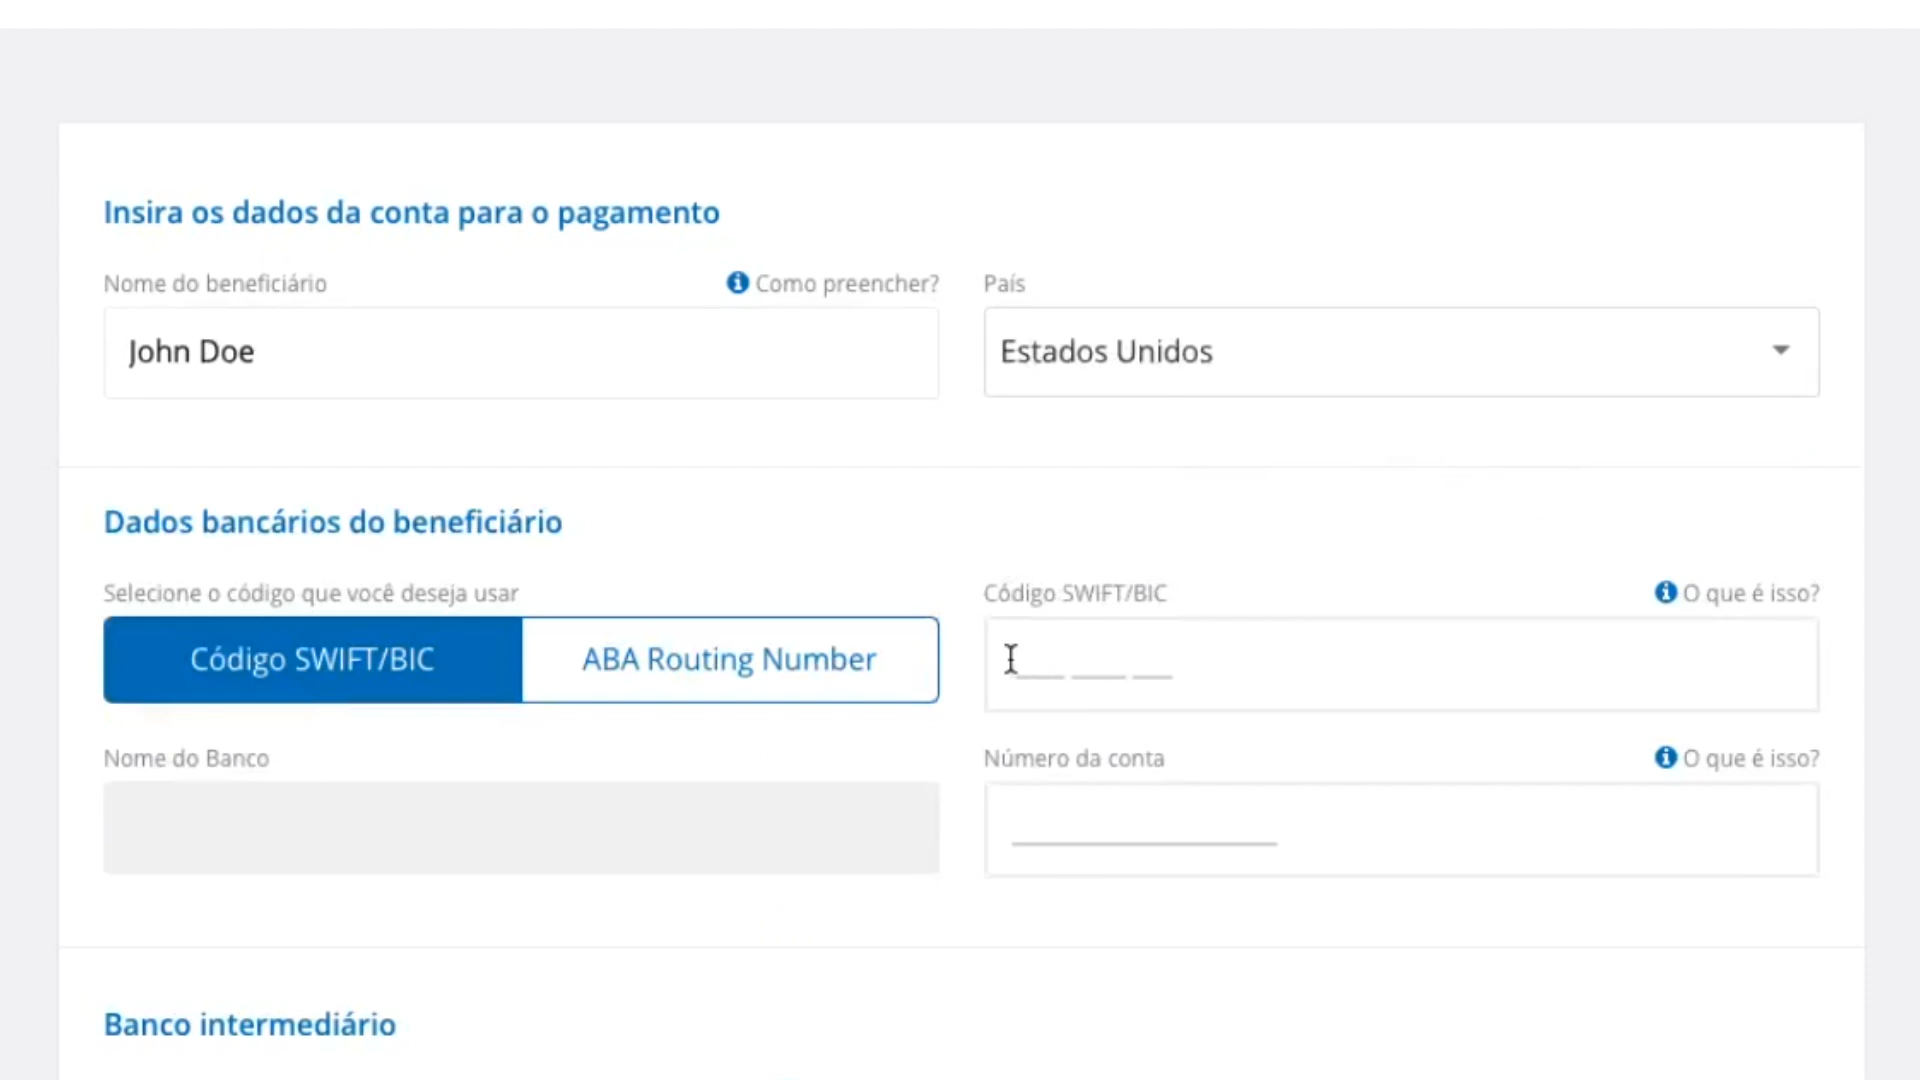 Insira os dados da conta para o pagamento
Nome do beneficiário
Como preencher?
País
John Doe
Estados Unidos
Dados bancários do beneficiário
Selecione o código que você deseja usar
Código SWIFT/BIC
O que é isso?
Código SWIFT/BIC
ABA Routing Number
Nome do Banco
Número da conta
O que é isso?
Banco intermediário